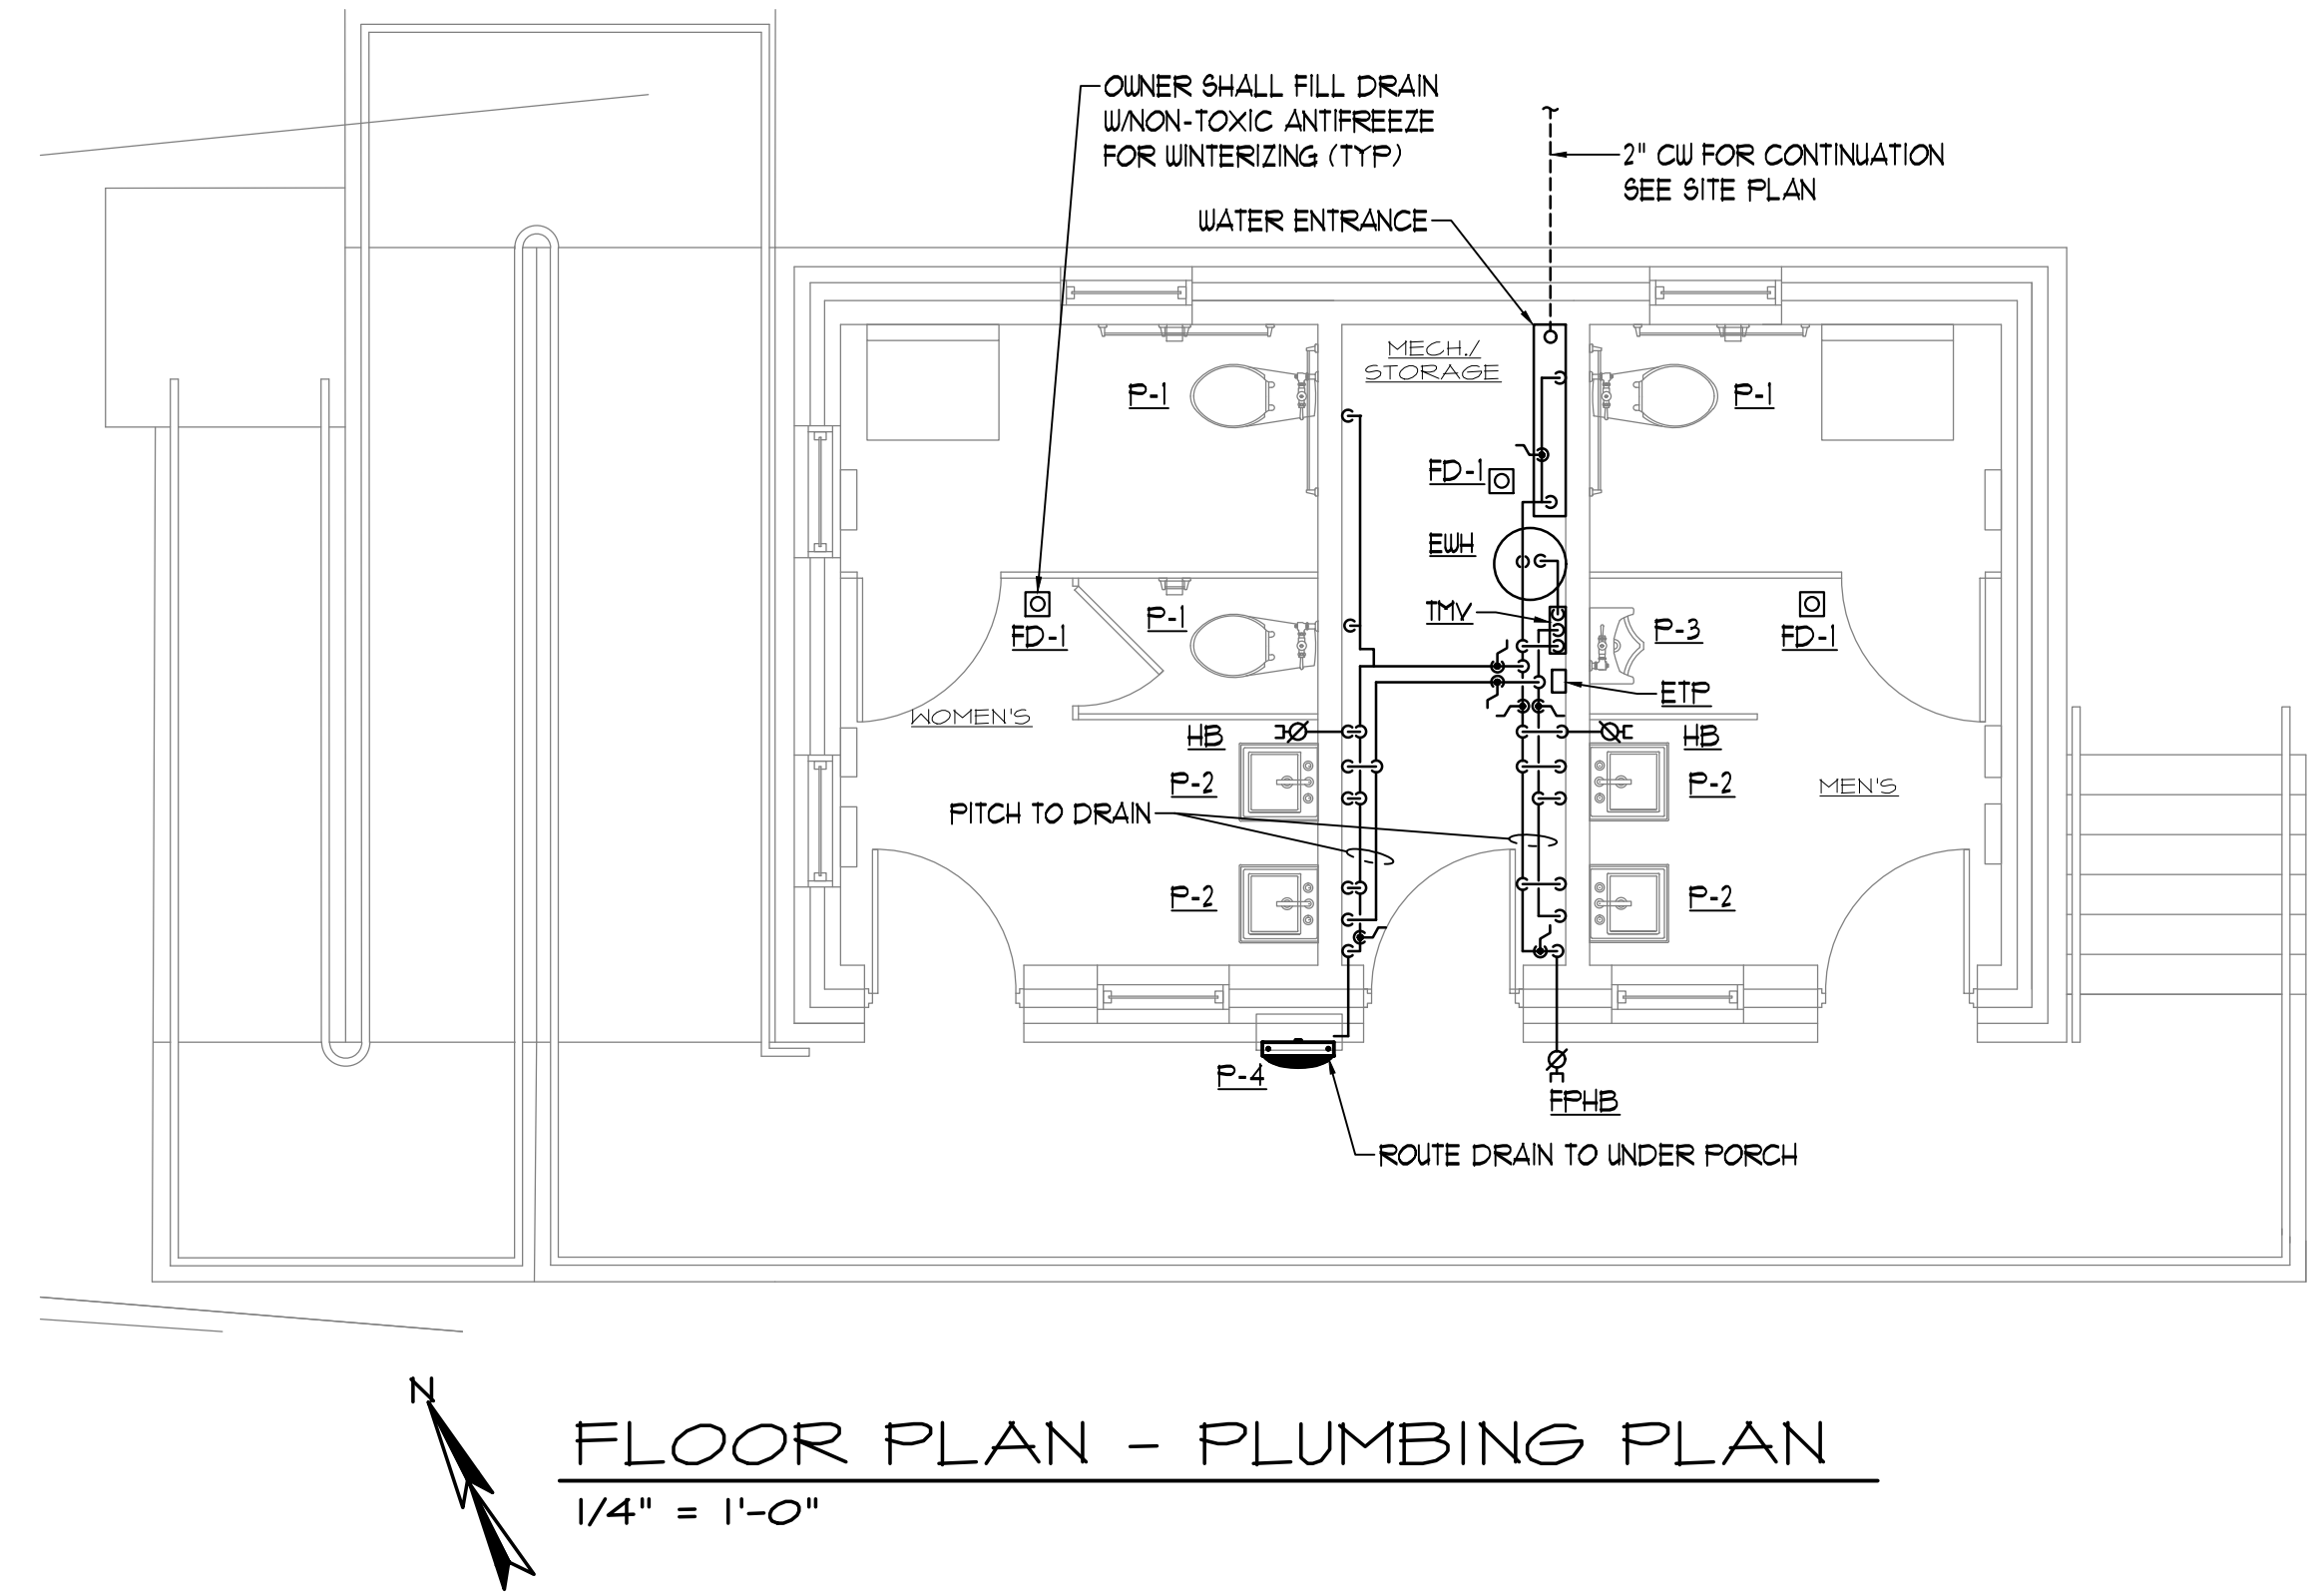 OWNER SHALL FILL DRAIN
W/NON-TOXIC ANTIFREEZE
FOR WINTERIZING (TYP)
2" CW FOR CONTINUATION
SEE SITE PLAN
WATER ENTRANCE
MECH./
STORAGE
P-1
P-1
FD-1
EWH
TMV
P-1
FD-1
P-3
FD-1
ETP
WOMEN'S
HB
HB
P-2
P-2
MEN'S
PITCH TO DRAIN
P-2
P-2
P-4
FPHB
ROUTE DRAIN TO UNDER PORCH
N
FLOOR PLAN - PLUMBING PLAN
1/4" = 1'-0"